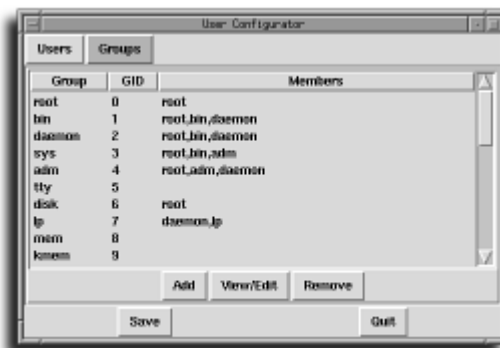 User Configurator
Users Groups
Group GID Members
root 0 root
bin 1 root,bin,daemon
daemon 2 root,bin,daemon
sys 3 root,bin,adm
adm 4 root,adm,daemon
tty 5
disk 6 root
lp 7 daemon,lp
mem 8
kmem 9
Add View/Edit Remove
Save Quit